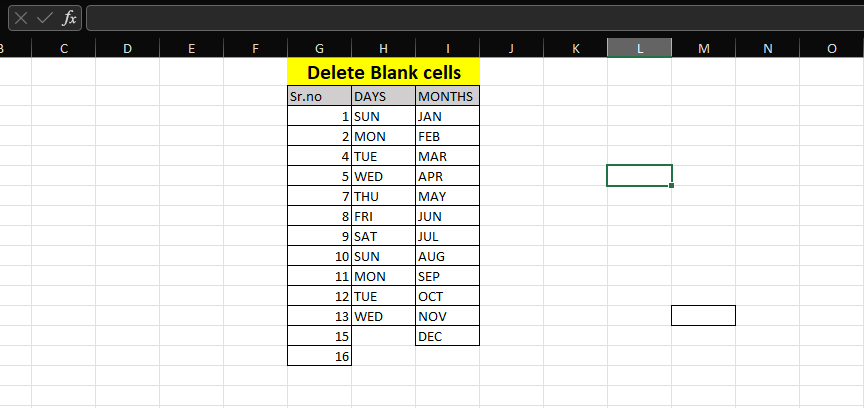 fx
B C D E F G H I J K L M N O
Delete Blank cells
Sr.no DAYS MONTHS
1 SUN JAN
2 MON FEB
4 TUE MAR
5 WED APR
7 THU MAY
8 FRI JUN
9 SAT JUL
10 SUN AUG
11 MON SEP
12 TUE OCT
13 WED NOV
15 DEC
16